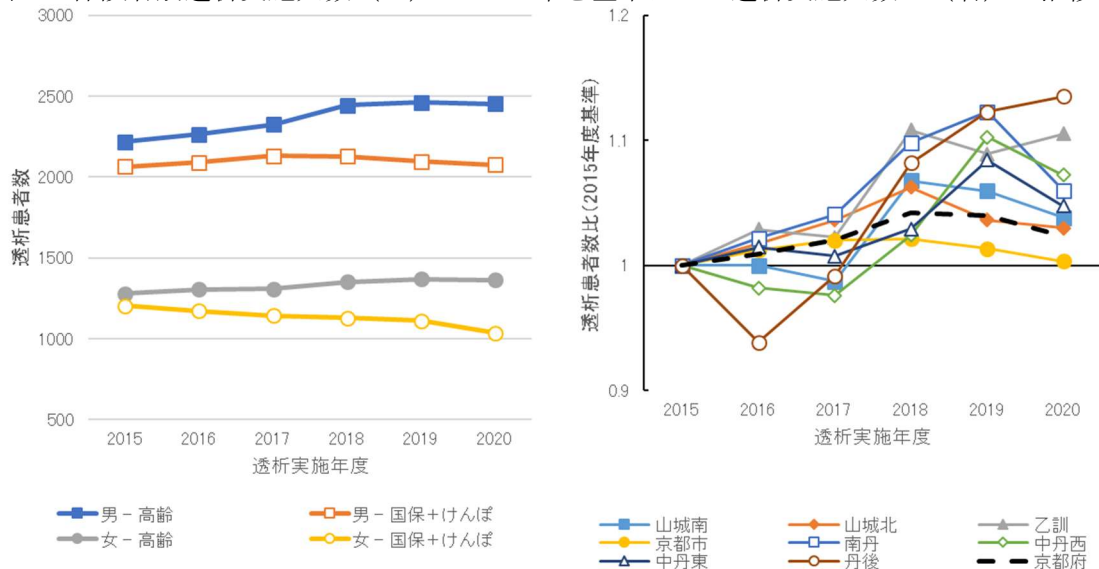 3000
2500
2000
1500
1000
500
透析患者数
2015 2016 2017 2018 2019 2020
透析実施年度
男－高齢 男－国保+けんぽ
女－高齢 女－国保+けんぽ
1.2
1.1
1
0.9
透析患者数比(2015年度基準)
2015 2016 2017 2018 2019 2020
透析実施年度
山城南 山城北 乙訓
京都市 南丹 中丹西
中丹東 丹後 京都府